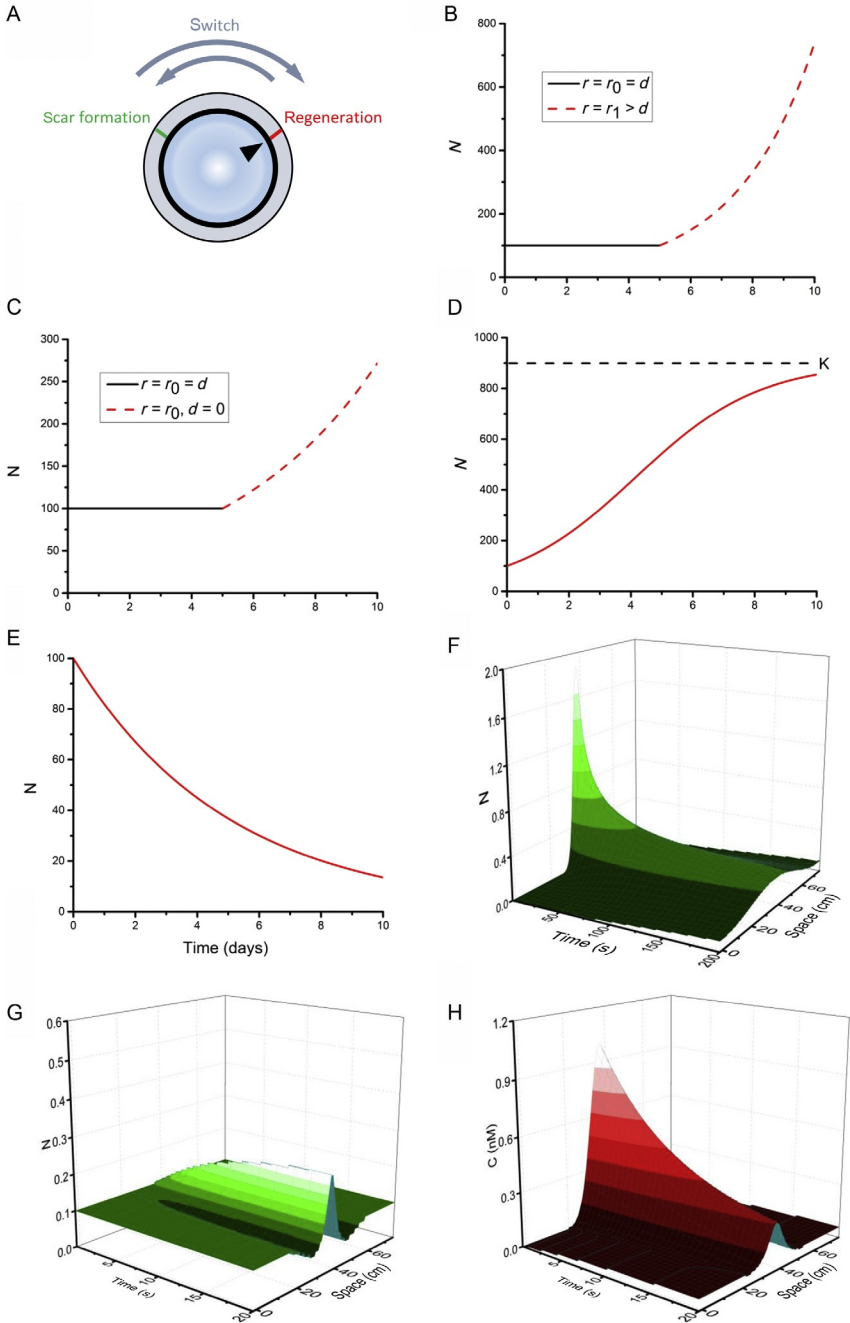 A
Switch
Scar formation
Regeneration
B
800
600
400
200
0
N
r = r0 = d
r = r1 > d
0 2 4 6 8 10
C
300
250
200
150
100
50
0
N
r = r0 = d
r = r0, d = 0
0 2 4 6 8 10
D
1000
800
600
400
200
0
N
K
0 2 4 6 8 10
E
100
80
60
40
20
0
N
0 2 4 6 8 10
Time (days)
F
2.0
1.6
1.2
0.8
0.4
0.0
N
50 100 150 200
Time (s)
0 20 40 60
Space (cm)
G
0.6
0.5
0.4
0.3
0.2
0.1
0.0
N
5 10 15 20
Time (s)
0 20 40 60
Space (cm)
H
1.2
0.9
0.6
0.3
0.0
C (nM)
5 10 15 20
Time (s)
0 20 40 60
Space (cm)